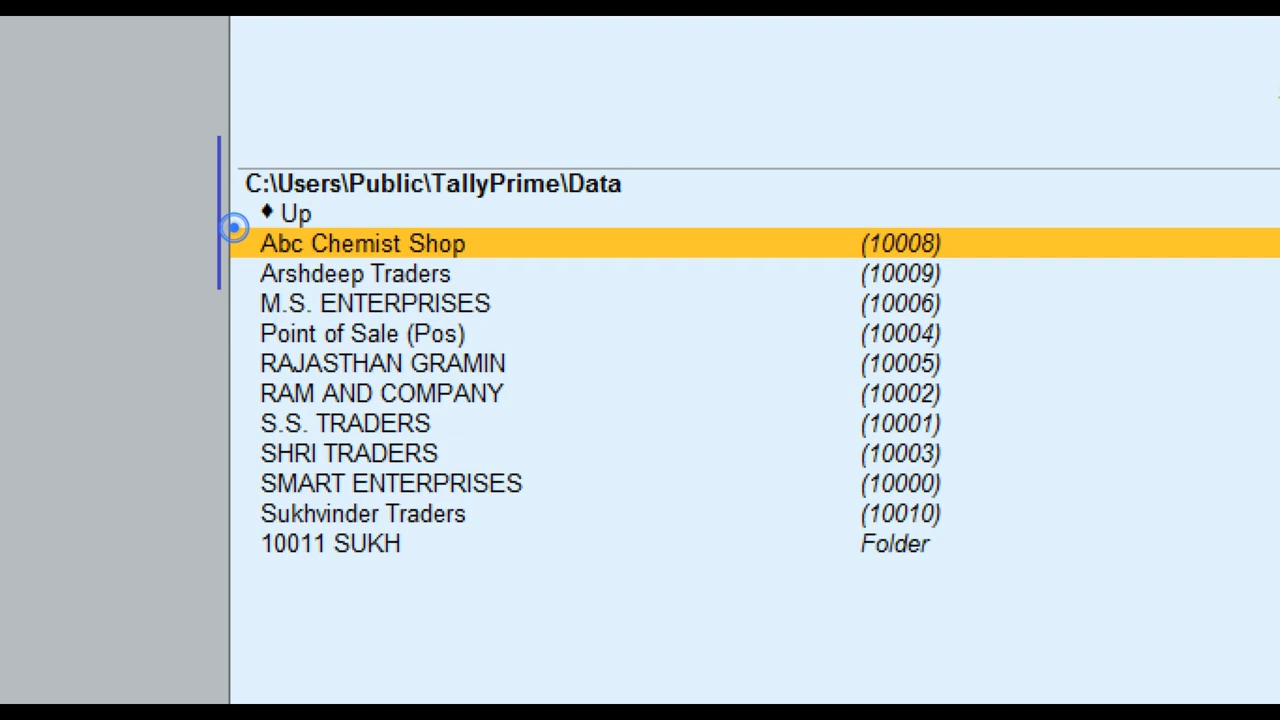 C:\Users\Public\TallyPrime\Data
♦ Up
Abc Chemist Shop (10008)
Arshdeep Traders (10009)
M.S. ENTERPRISES (10006)
Point of Sale (Pos) (10004)
RAJASTHAN GRAMIN (10005)
RAM AND COMPANY (10002)
S.S. TRADERS (10001)
SHRI TRADERS (10003)
SMART ENTERPRISES (10000)
Sukhvinder Traders (10010)
10011 SUKH Folder